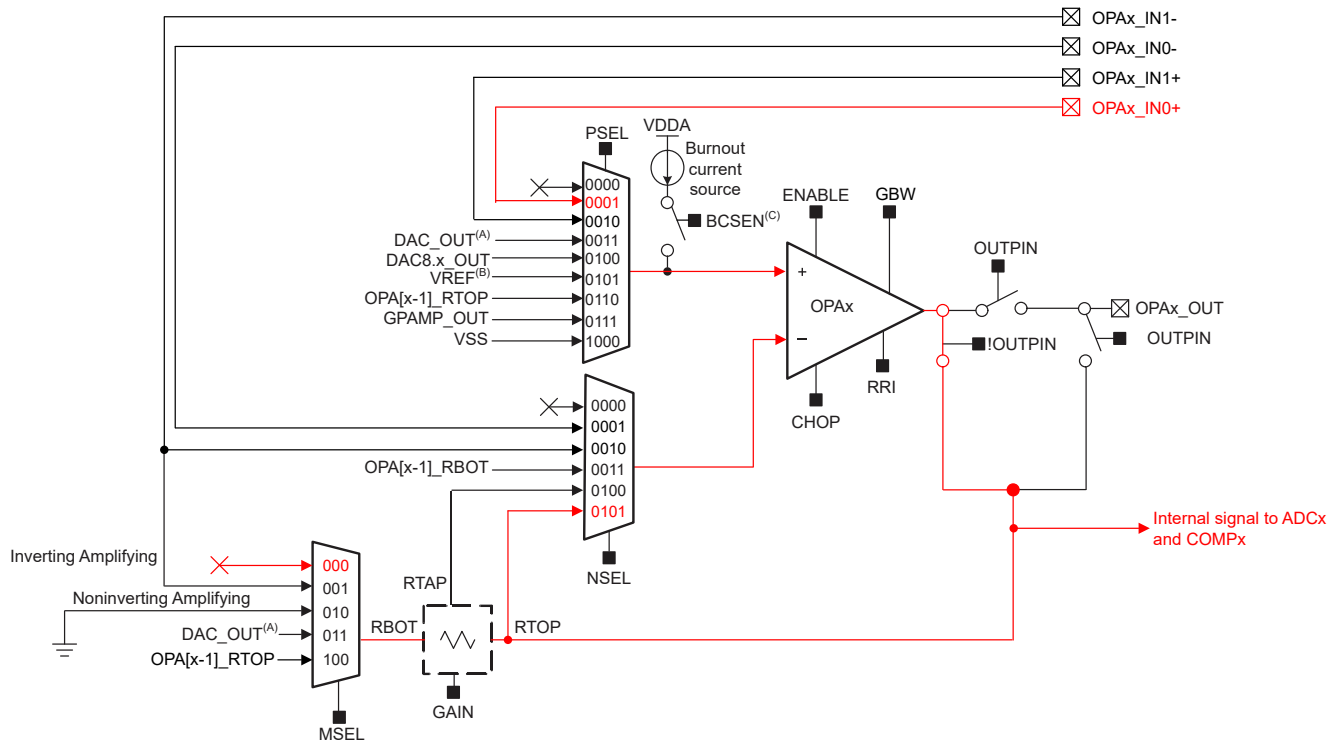 OPAx_IN1-
OPAx_IN0-
OPAx_IN1+
OPAx_IN0+
PSEL
VDDA
Burnout
current
source
BCSEN(C)
ENABLE
GBW
0000
0001
0010
DAC_OUT(A)
0011
DAC8.x_OUT
0100
VREF(B)
0101
OPA[x-1]_RTOP
0110
GPAMP_OUT
0111
VSS
1000
+
OPAx
−
OUTPIN
OPAx_OUT
!OUTPIN
OUTPIN
RRI
CHOP
0000
0001
0010
OPA[x-1]_RBOT
0011
0100
0101
NSEL
Internal signal to ADCx
and COMPx
Inverting Amplifying
000
001
Noninverting Amplifying
010
DAC_OUT(A)
011
OPA[x-1]_RTOP
100
MSEL
RTAP
RBOT
RTOP
GAIN